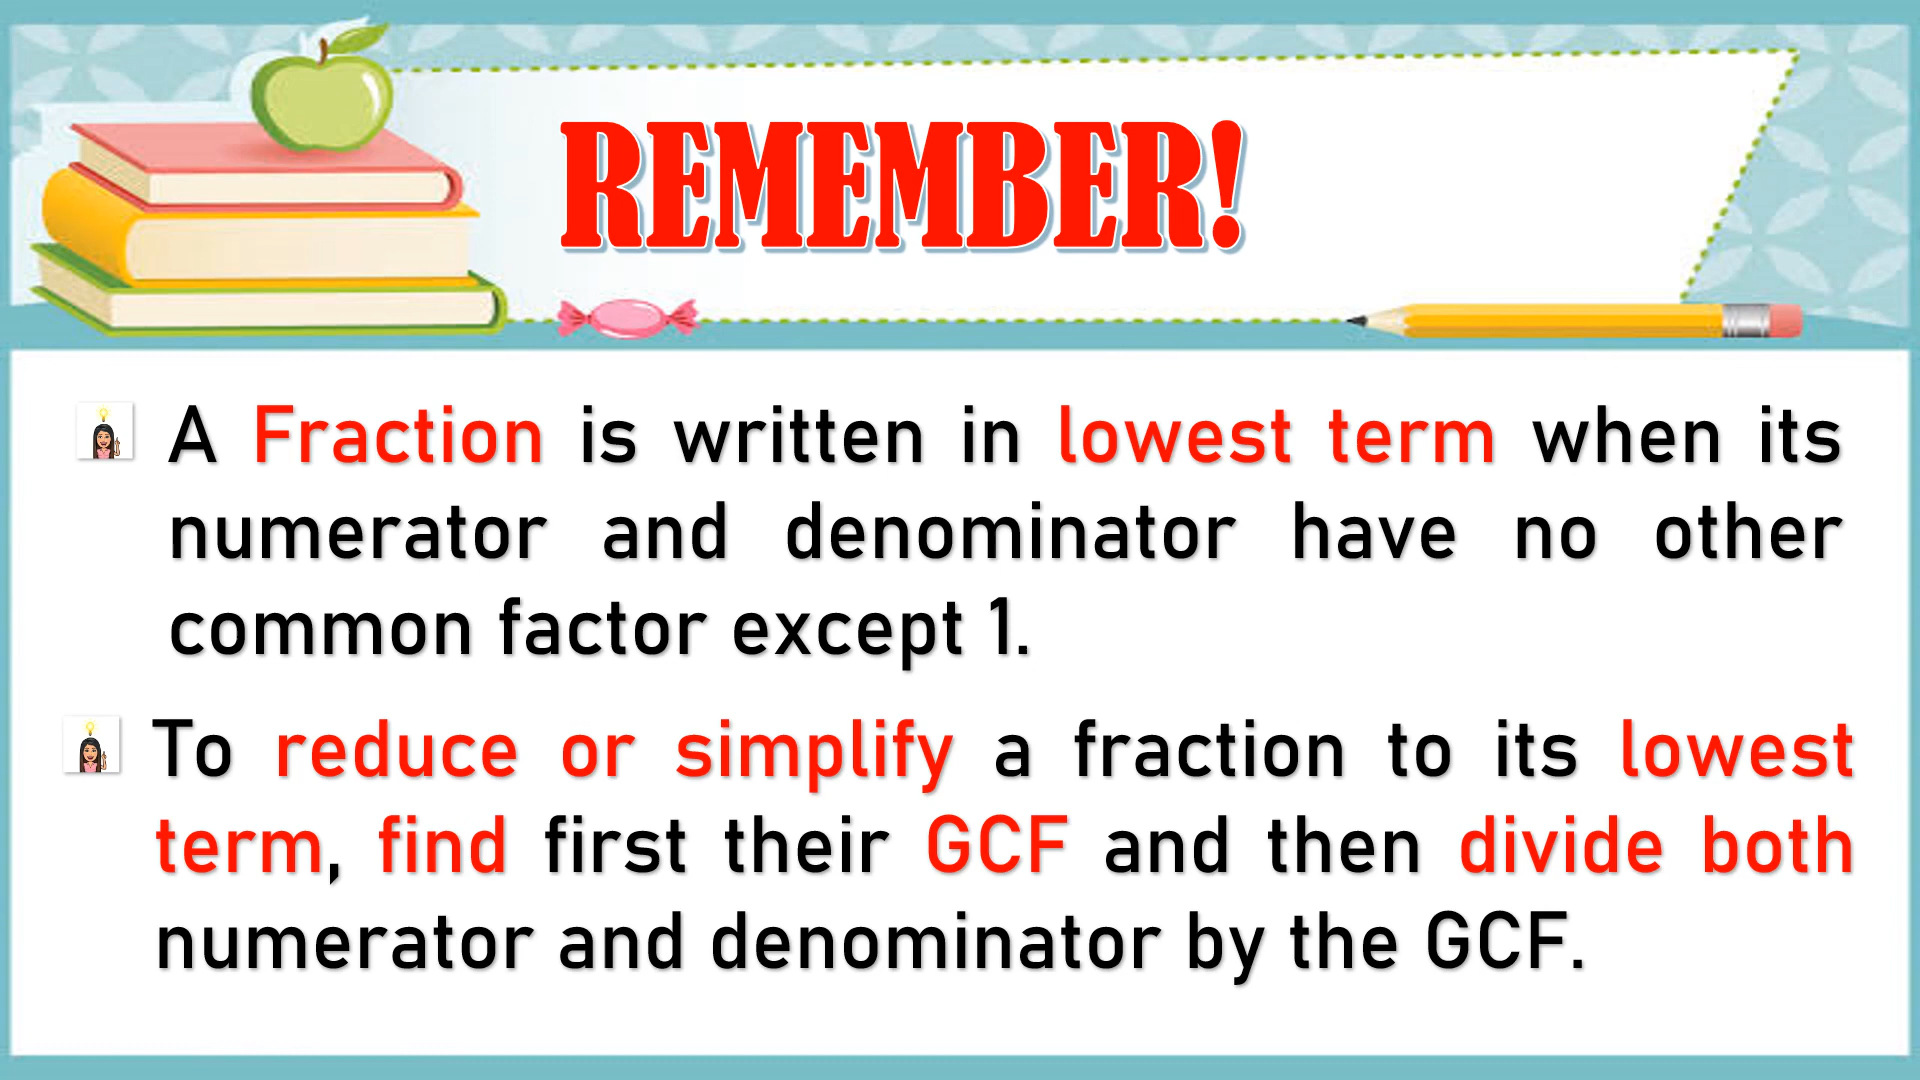 REMEMBER!
A Fraction is written in lowest term when its
numerator and denominator have no other
common factor except 1.
To reduce or simplify a fraction to its lowest
term, find first their GCF and then divide both
numerator and denominator by the GCF.